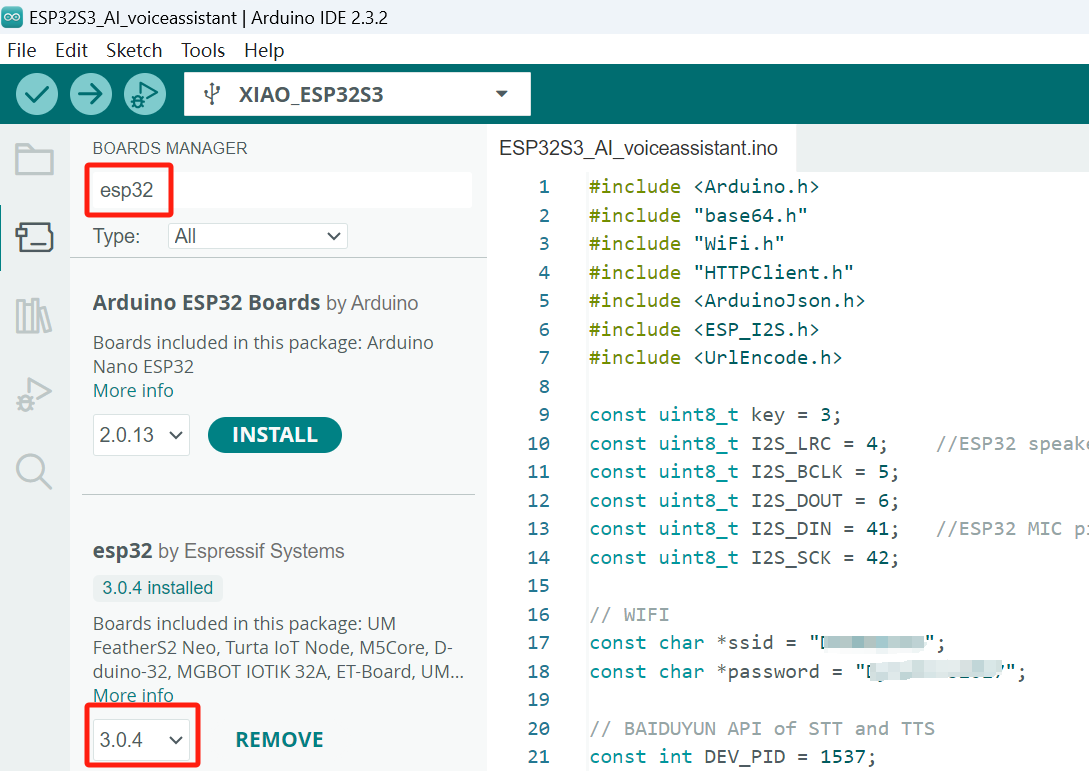 ESP32S3_AI_voiceassistant | Arduino IDE 2.3.2
File Edit Sketch Tools Help
XIAO_ESP32S3
BOARDS MANAGER
esp32
Type: All
Arduino ESP32 Boards by Arduino
Boards included in this package: Arduino
Nano ESP32
More info
2.0.13 INSTALL
esp32 by Espressif Systems
3.0.4 installed
Boards included in this package: UM
FeatherS2 Neo, Turta IoT Node, M5Core, D-
duino-32, MGBOT IOTIK 32A, ET-Board, UM...
More info
3.0.4 REMOVE
ESP32S3_AI_voiceassistant.ino
1 #include <Arduino.h>
2 #include "base64.h"
3 #include "WiFi.h"
4 #include "HTTPClient.h"
5 #include <ArduinoJson.h>
6 #include <ESP_I2S.h>
7 #include <UrlEncode.h>
8
9 const uint8_t key = 3;
10 const uint8_t I2S_LRC = 4; //ESP32 speake
11 const uint8_t I2S_BCLK = 5;
12 const uint8_t I2S_DOUT = 6;
13 const uint8_t I2S_DIN = 41; //ESP32 MIC pi
14 const uint8_t I2S_SCK = 42;
15
16 // WIFI
17 const char *ssid = "";
18 const char *password = "";
19
20 // BAIDUYUN API of STT and TTS
21 const int DEV_PID = 1537;